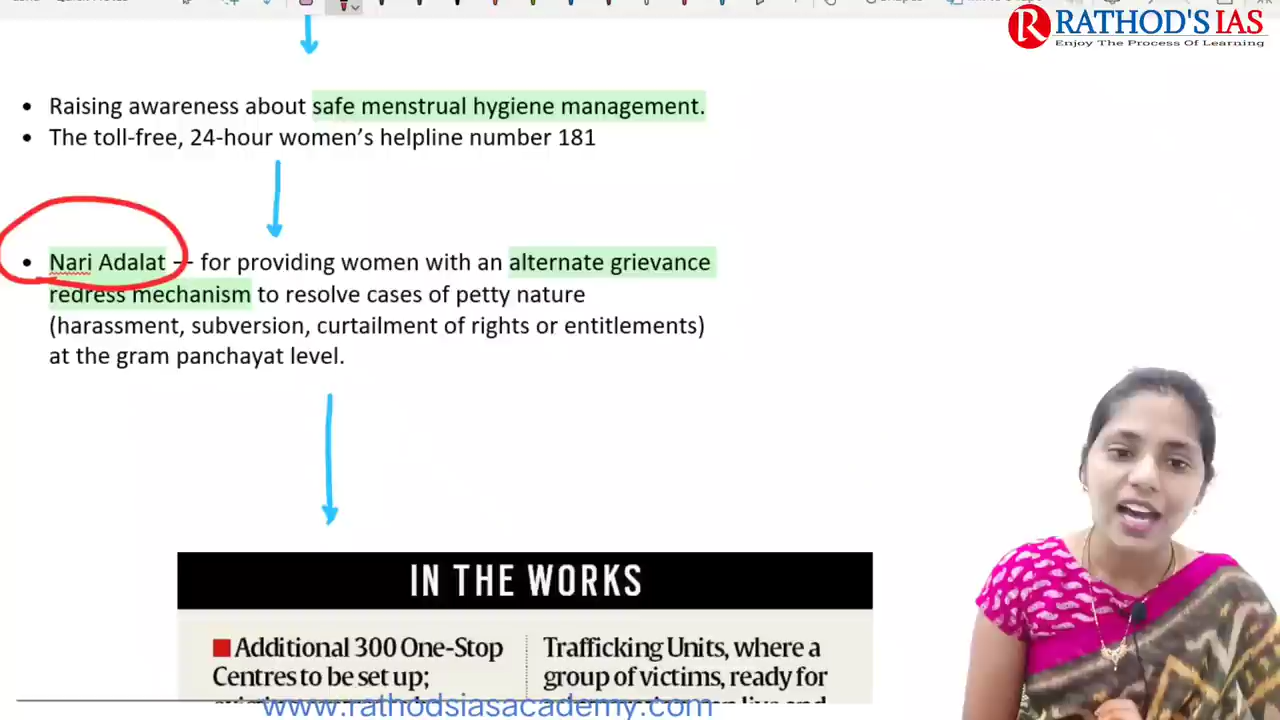 RATHOD'S IAS
Enjoy The Process Of Learning
• Raising awareness about safe menstrual hygiene management.
• The toll-free, 24-hour women’s helpline number 181
• Nari Adalat — for providing women with an alternate grievance
redress mechanism to resolve cases of petty nature
(harassment, subversion, curtailment of rights or entitlements)
at the gram panchayat level.
IN THE WORKS
Additional 300 One-Stop
Centres to be set up;
Trafficking Units, where a
group of victims, ready for
www.rathodsiasacademy.com